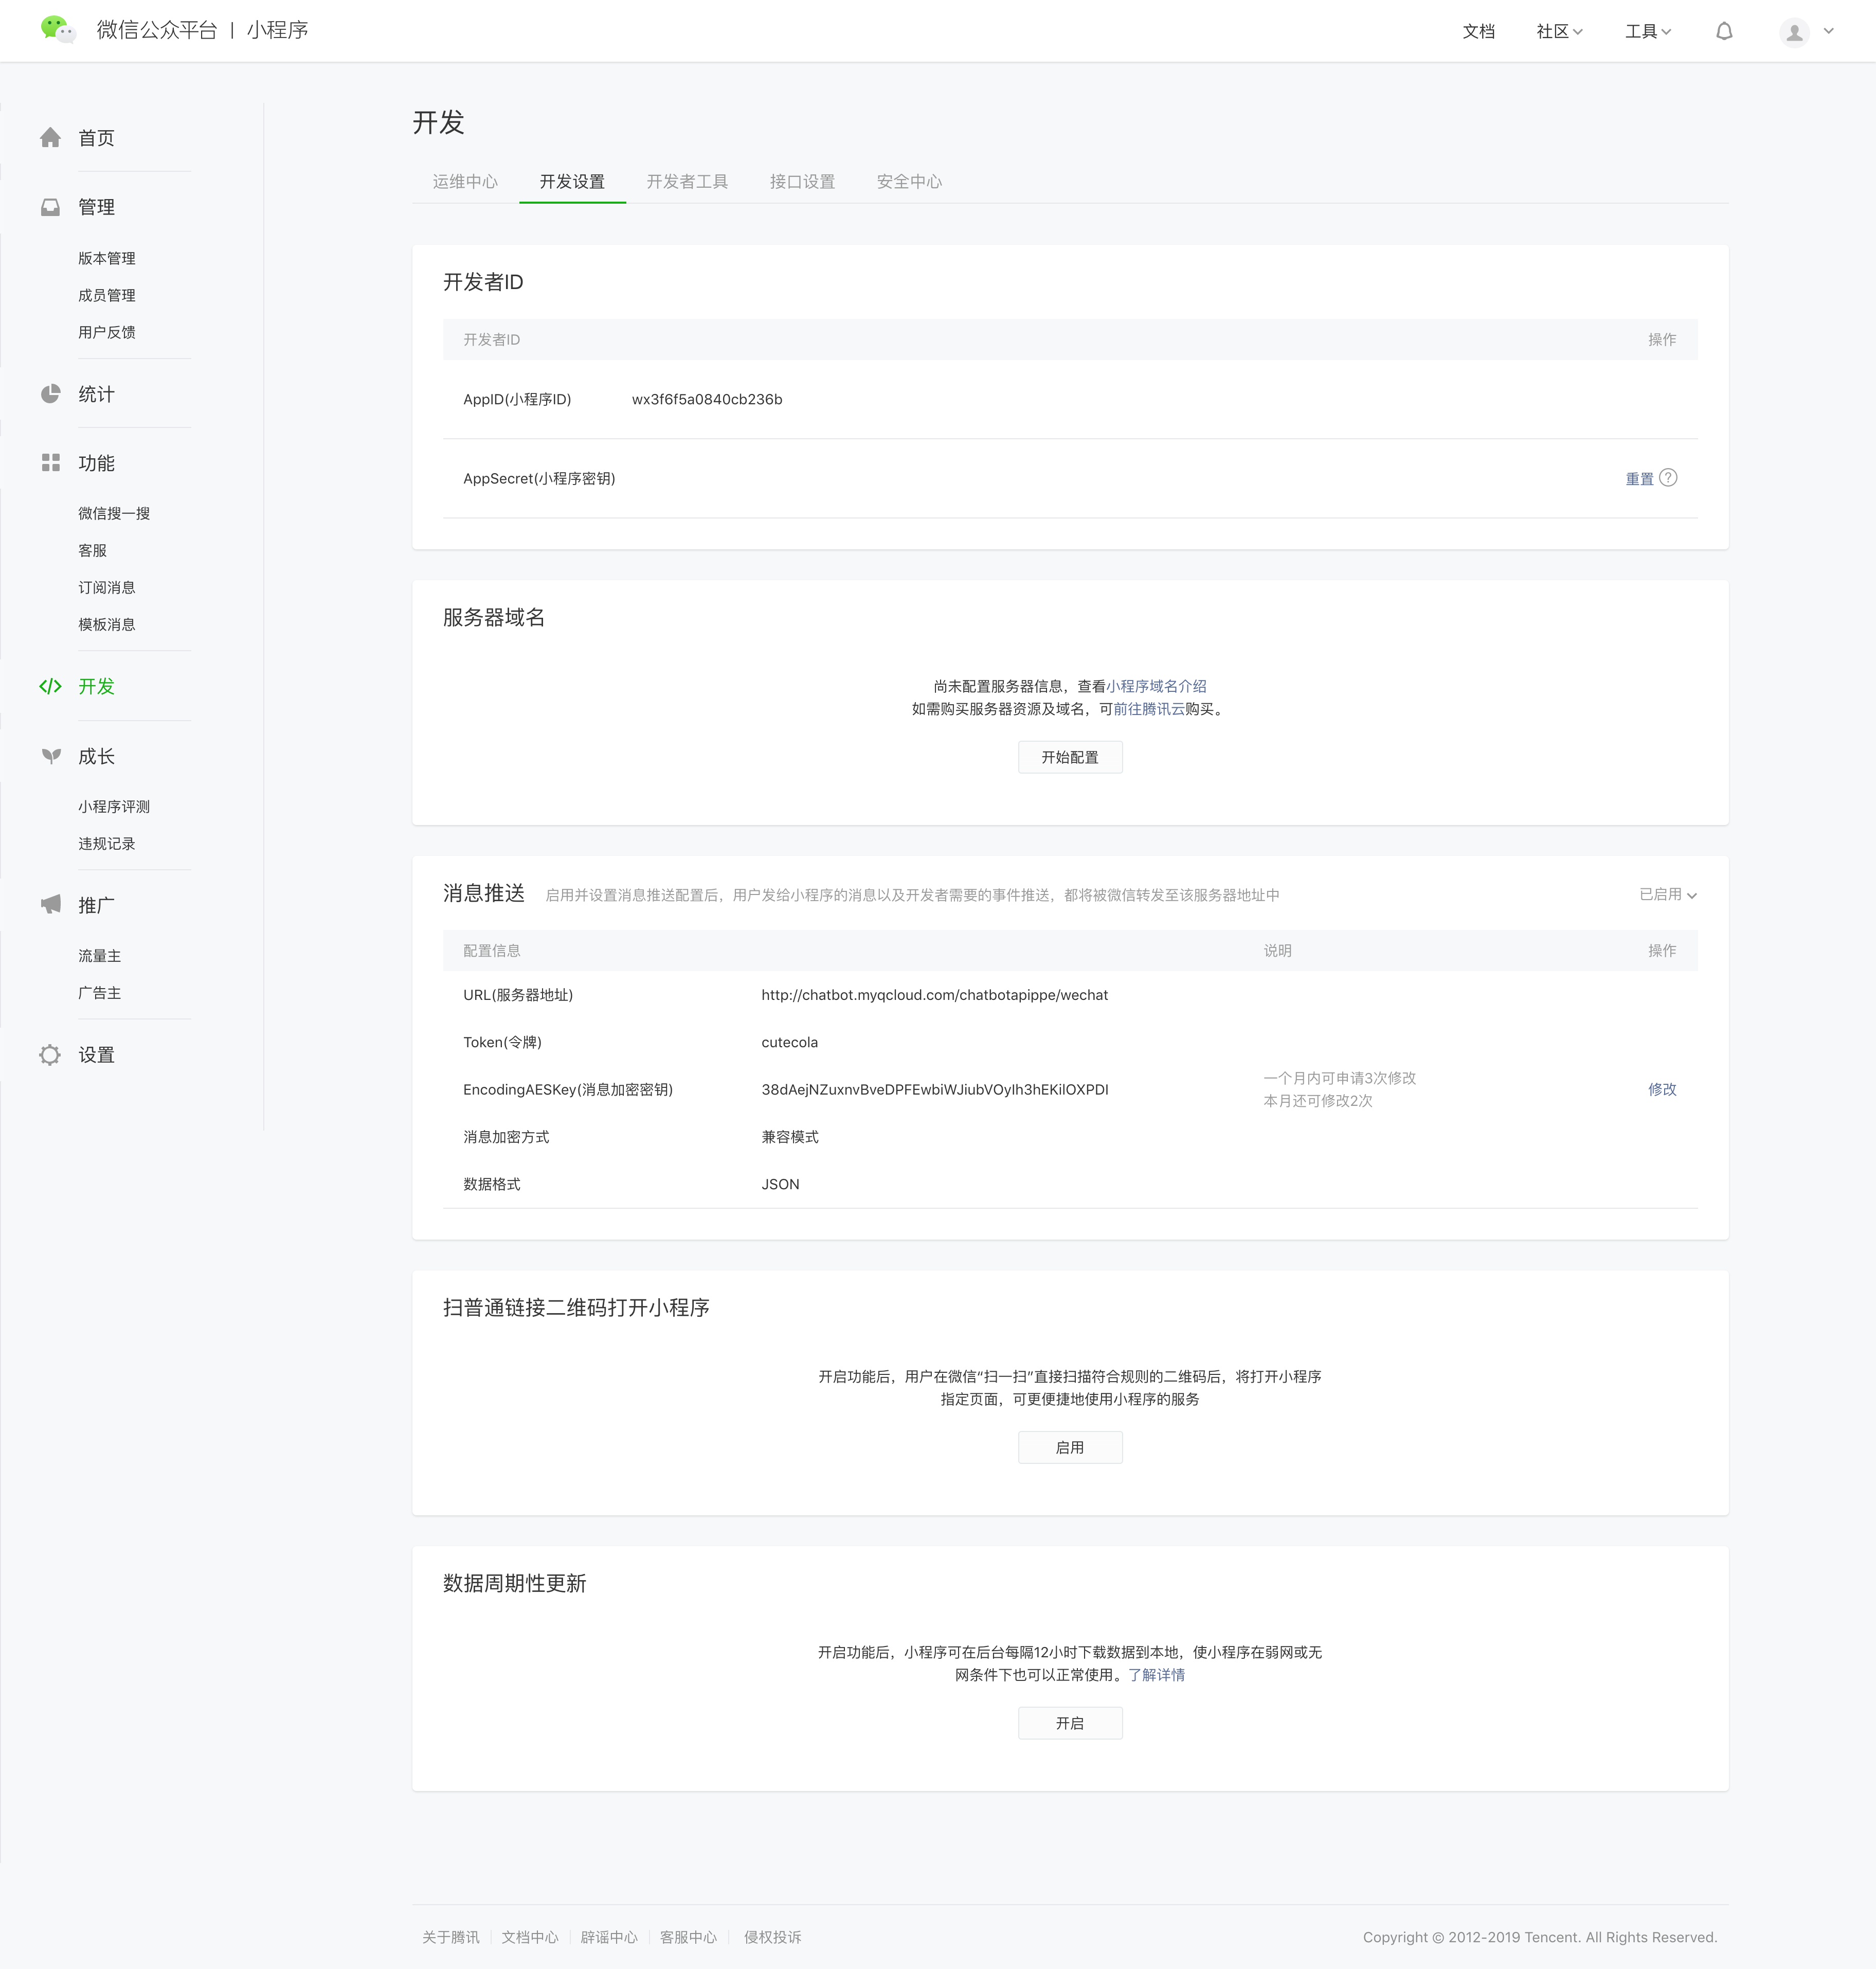 微信公众平台 | 小程序
文档 社区 工具
首页
管理
版本管理
成员管理
用户反馈
统计
功能
微信搜一搜
客服
订阅消息
模板消息
开发
成长
小程序评测
违规记录
推广
流量主
广告主
设置
开发
运维中心 开发设置 开发者工具 接口设置 安全中心
开发者ID
开发者ID 操作
AppID(小程序ID) wx3f6f5a0840cb236b
AppSecret(小程序密钥) 重置 ?
服务器域名
尚未配置服务器信息，查看小程序域名介绍
如需购买服务器资源及域名，可前往腾讯云购买。
开始配置
消息推送 启用并设置消息推送配置后，用户发给小程序的消息以及开发者需要的事件推送，都将被微信转发至该服务器地址中 已启用
配置信息 说明 操作
URL(服务器地址) http://chatbot.myqcloud.com/chatbotapippe/wechat
Token(令牌) cutecola
EncodingAESKey(消息加密密钥) 38dAejNZuxnvBveDPFEwbiWJiubVOyIh3hEKilOXPDI
一个月内可申请3次修改
本月还可修改2次
修改
消息加密方式 兼容模式
数据格式 JSON
扫普通链接二维码打开小程序
开启功能后，用户在微信“扫一扫”直接扫描符合规则的二维码后，将打开小程序
指定页面，可更便捷地使用小程序的服务
启用
数据周期性更新
开启功能后，小程序可在后台每隔12小时下载数据到本地，使小程序在弱网或无
网条件下也可以正常使用。了解详情
开启
关于腾讯 文档中心 辟谣中心 客服中心 侵权投诉
Copyright © 2012-2019 Tencent. All Rights Reserved.